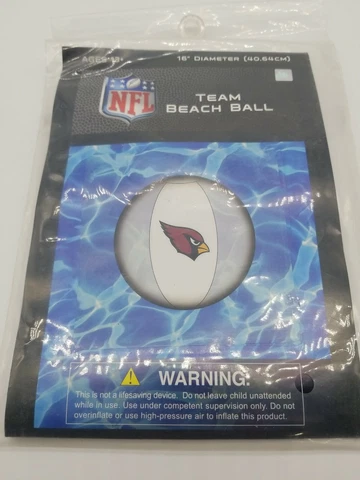 AGES 13+
16" DIAMETER (40.64CM)
NFL
TEAM
BEACH BALL
WARNING:
This is not a lifesaving device. Do not leave child unattended
while in use. Use under competent supervision only. Do not
overinflate or use high-pressure air to inflate this product.